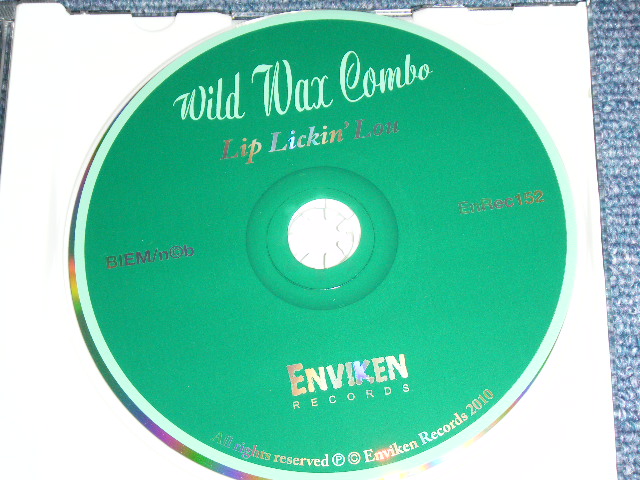 Wild Wax Combo
Lip Lickin' Lou
BIEM/n©b
EnRec152
ENVIKEN
RECORDS
All rights reserved ℗ © Enviken Records 2010